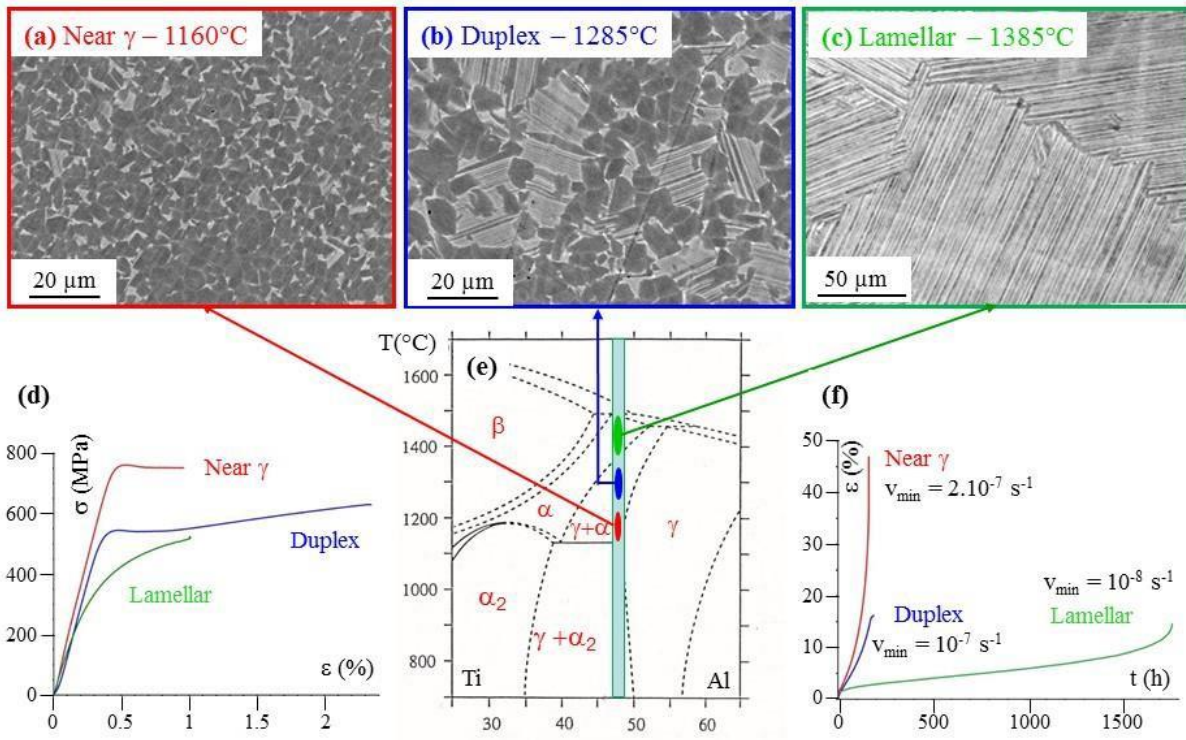 (a) Near γ – 1160°C
(b) Duplex – 1285°C
(c) Lamellar – 1385°C
20 µm
20 µm
50 µm
(d)
σ (MPa)
800
600
400
200
0
0
0.5
1
1.5
2
ε (%)
Near γ
Duplex
Lamellar
T(°C)
(e)
1600
1400
1200
1000
800
β
α
γ+α
γ
α₂
γ +α₂
Ti
Al
30
40
50
60
(f)
ε (%)
50
40
30
20
10
0
0
500
1000
1500
t (h)
Near γ
vmin = 2.10⁻⁷ s⁻¹
Duplex
vmin = 10⁻⁷ s⁻¹
vmin = 10⁻⁸ s⁻¹
Lamellar